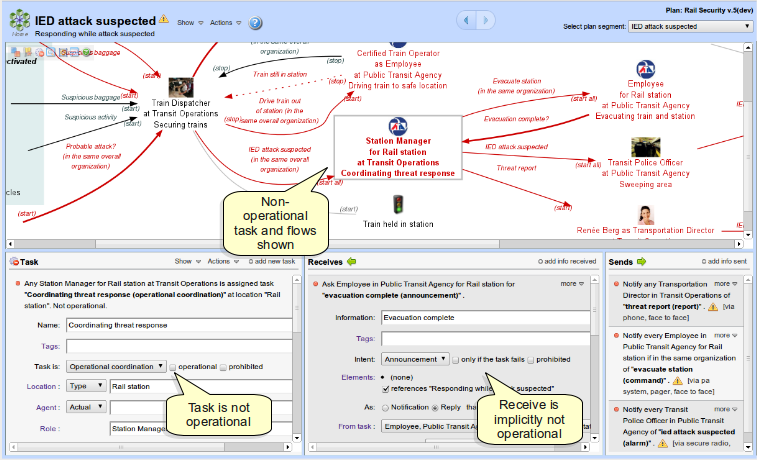 IED attack suspected
Show
Actions
Home
Responding while attack suspected
Plan: Rail Security v.5(dev)
Select plan segment:
IED attack suspected
Suspicious baggage
(start)
(in the same overall
organization)
(stop)
Train still in station
Certified Train Operator
as Employee
at Public Transit Agency
Driving train to safe location
(stop)
(start)
Evacuate station
(in the same overall
organization)
(start all)
Employee
for Rail station
at Public Transit Agency
Evacuating train and station
Suspicious baggage
(start)
Suspicious activity
(start)
Train Dispatcher
at Transit Operations
Securing trains
Drive train out
of station (in the
same overall organization)
(stop)
Evacuation complete?
Station Manager
for Rail station
at Transit Operations
Coordinating threat response
Probable attack?
(in the same overall
organization)
(start)
IED attack suspected
(in the same overall
organization)
(start all)
IED attack suspected
(start all)
Threat report
Transit Police Officer
at Public Transit Agency
Sweeping area
cles
(start)
Train held in station
(start)
Renée Berg as Transportation Director
Non-
operational
task and flows
shown
Task
Show
Actions
add new task
Any Station Manager for Rail station at Transit Operations is assigned task
"Coordinating threat response (operational coordination)" at location "Rail
station". Not operational.
Name: Coordinating threat response
Tags:
Task is: Operational coordination operational prohibited
Location : Type Rail station
Agent : Actual
Role : Station Manager
Task is not
operational
Receives
add info received
Ask Employee in Public Transit Agency for Rail station for
"evacuation complete (announcement)" .
more
Information: Evacuation complete
Tags:
Intent: Announcement only if the task fails prohibited
Elements: (none)
references "Responding while
suspected"
As: Notification Reply
From task : Employee, Public Transit
Receive is
implicitly not
operational
Sends
add info sent
Notify any Transportation
Director in Transit Operations of
"threat report (report)" . [via
phone, face to face]
more
Notify every Employee in
Public Transit Agency for Rail
station if in the same organization
of "evacuate station
(command)" . [via pa
system, pager, face to face]
more
Notify every Transit
Police Officer in Public Transit
Agency of "ied attack suspected
(alarm)" . [via secure radio,
more